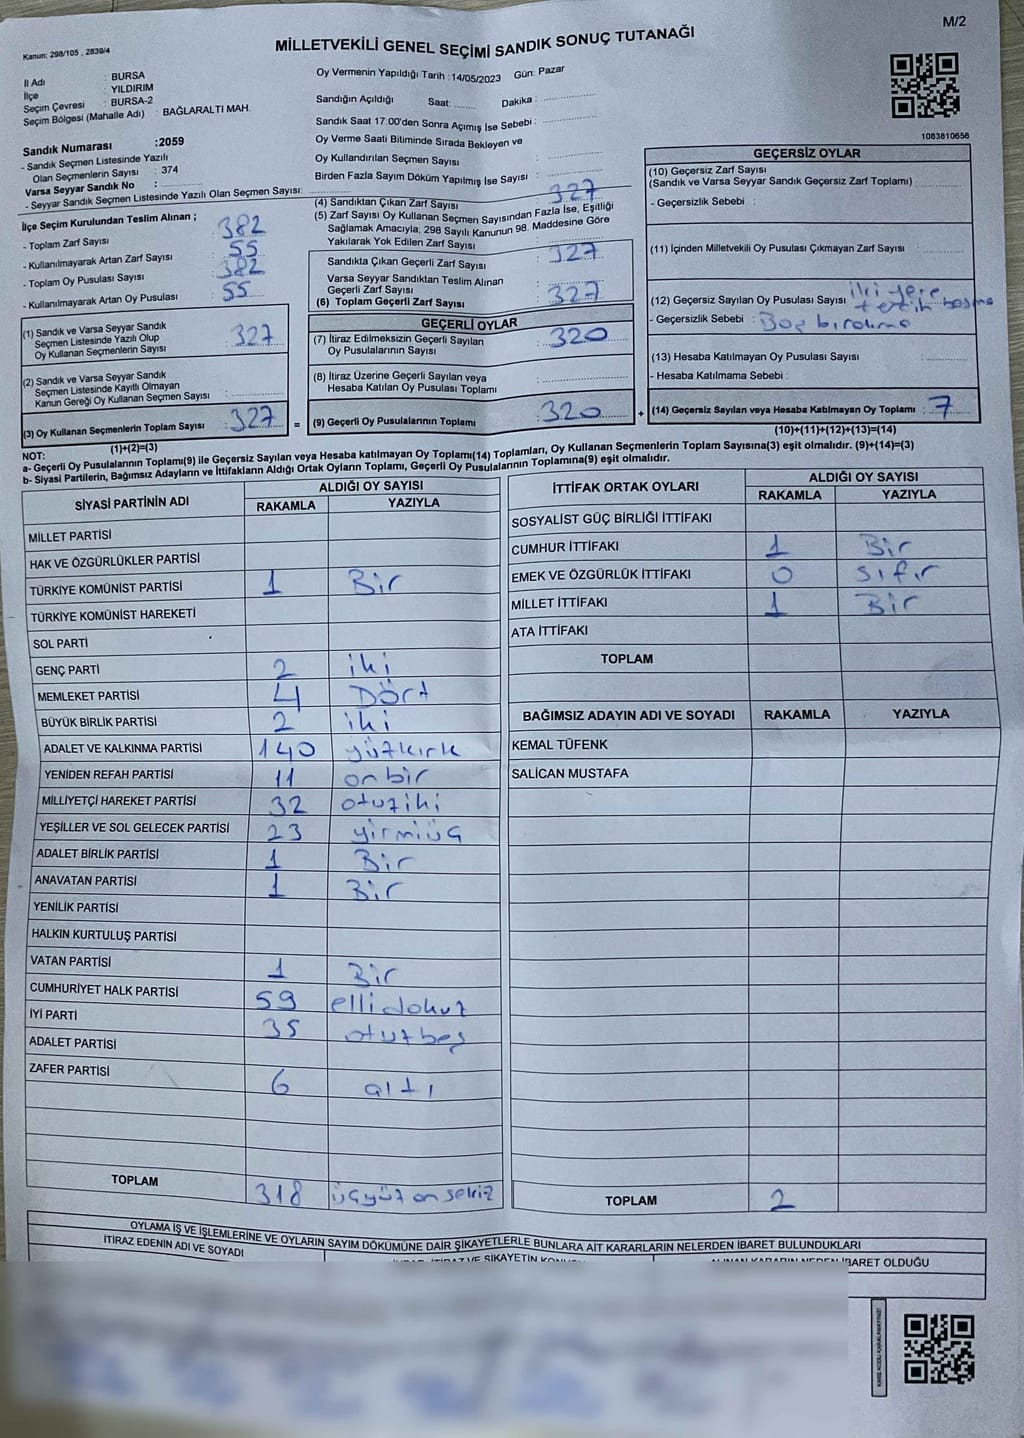 M/2
Kanun: 298/105 , 2839/4
MİLLETVEKİLİ GENEL SEÇİMİ SANDIK SONUÇ TUTANAĞI
İl Adı : BURSA
İlçe : YILDIRIM
Seçim Çevresi : BURSA-2
Seçim Bölgesi (Mahalle Adı) : BAĞLARALTI MAH.
Sandık Numarası :2059
- Sandık Seçmen Listesinde Yazılı
Olan Seçmenlerin Sayısı : 374
Varsa Seyyar Sandık No :
- Seyyar Sandık Seçmen Listesinde Yazılı Olan Seçmen Sayısı:
Oy Vermenin Yapıldığı Tarih :14/05/2023 Gün: Pazar
Sandığın Açıldığı Saat: Dakika :
Sandık Saat 17:00'den Sonra Açımış İse Sebebi :
Oy Verme Saati Bitiminde Sırada Bekleyen ve
Oy Kullandırılan Seçmen Sayısı :
Birden Fazla Sayım Döküm Yapılmış İse Sayısı :
1083810656
İlçe Seçim Kurulundan Teslim Alınan ;
- Toplam Zarf Sayısı : 382
- Kullanılmayarak Artan Zarf Sayısı : 55
- Toplam Oy Pusulası Sayısı : 382
- Kullanılmayarak Artan Oy Pusulası : 55
(1) Sandık ve Varsa Seyyar Sandık
Seçmen Listesinde Yazılı Olup
Oy Kullanan Seçmenlerin Sayısı : 327
(2) Sandık ve Varsa Seyyar Sandık
Seçmen Listesinde Kayıtlı Olmayan
Kanun Gereği Oy Kullanan Seçmen Sayısı :
(3) Oy Kullanan Seçmenlerin Toplam Sayısı : 327
(1)+(2)=(3)
(4) Sandıktan Çıkan Zarf Sayısı : 327
(5) Zarf Sayısı Oy Kullanan Seçmen Sayısından Fazla İse, Eşitliği
Sağlamak Amacıyla, 298 Sayılı Kanunun 98. Maddesine Göre
Yakılarak Yok Edilen Zarf Sayısı :
Sandıkta Çıkan Geçerli Zarf Sayısı : 327
Varsa Seyyar Sandıktan Teslim Alınan
Geçerli Zarf Sayısı :
(6) Toplam Geçerli Zarf Sayısı : 327
GEÇERLİ OYLAR
(7) İtiraz Edilmeksizin Geçerli Sayılan
Oy Pusulalarının Sayısı : 320
(8) İtiraz Üzerine Geçerli Sayılan veya
Hesaba Katılan Oy Pusulası Toplamı :
= (9) Geçerli Oy Pusulalarının Toplamı : 320 +
GEÇERSİZ OYLAR
(10) Geçersiz Zarf Sayısı
(Sandık ve Varsa Seyyar Sandık Geçersiz Zarf Toplamı) :
- Geçersizlik Sebebi :
(11) İçinden Milletvekili Oy Pusulası Çıkmayan Zarf Sayısı :
(12) Geçersiz Sayılan Oy Pusulası Sayısı : iki yere
tercih basma
- Geçersizlik Sebebi : Boş bırakma
(13) Hesaba Katılmayan Oy Pusulası Sayısı :
- Hesaba Katılmama Sebebi :
(14) Geçersiz Sayılan veya Hesaba Katılmayan Oy Toplamı : 7
(10)+(11)+(12)+(13)=(14)
NOT:
a- Geçerli Oy Pusulalarının Toplamı(9) ile Geçersiz Sayılan veya Hesaba katılmayan Oy Toplamı(14) Toplamları, Oy Kullanan Seçmenlerin Toplam Sayısına(3) eşit olmalıdır. (9)+(14)=(3)
b- Siyasi Partilerin, Bağımsız Adayların ve İttifakların Aldığı Ortak Oyların Toplamı, Geçerli Oy Pusulalarının Toplamına(9) eşit olmalıdır.
SİYASİ PARTİNİN ADI ALDIĞI OY SAYISI
RAKAMLA YAZIYLA
MİLLET PARTİSİ
HAK VE ÖZGÜRLÜKLER PARTİSİ
TÜRKİYE KOMÜNİST PARTİSİ 1 Bir
TÜRKİYE KOMÜNİST HAREKETİ
SOL PARTİ
GENÇ PARTİ 2 iki
MEMLEKET PARTİSİ 4 Dört
BÜYÜK BİRLİK PARTİSİ 2 iki
ADALET VE KALKINMA PARTİSİ 140 yüzkırk
YENİDEN REFAH PARTİSİ 11 onbir
MİLLİYETÇİ HAREKET PARTİSİ 32 otuziki
YEŞİLLER VE SOL GELECEK PARTİSİ 23 yirmiüç
ADALET BİRLİK PARTİSİ 1 Bir
ANAVATAN PARTİSİ 1 Bir
YENİLİK PARTİSİ
HALKIN KURTULUŞ PARTİSİ
VATAN PARTİSİ 1 Bir
CUMHURİYET HALK PARTİSİ 59 ellidokuz
İYİ PARTİ 35 otuzbeş
ADALET PARTİSİ
ZAFER PARTİSİ 6 altı
TOPLAM 318 üçyüz onsekiz
İTTİFAK ORTAK OYLARI ALDIĞI OY SAYISI
RAKAMLA YAZIYLA
SOSYALİST GÜÇ BİRLİĞİ İTTİFAKI
CUMHUR İTTİFAKI 1 Bir
EMEK VE ÖZGÜRLÜK İTTİFAKI 0 sıfır
MİLLET İTTİFAKI 1 Bir
ATA İTTİFAKI
TOPLAM
BAĞIMSIZ ADAYIN ADI VE SOYADI RAKAMLA YAZIYLA
KEMAL TÜFENK
SALİCAN MUSTAFA
TOPLAM 2
OYLAMA İŞ VE İŞLEMLERİNE VE OYLARIN SAYIM DÖKÜMÜNE DAİR ŞİKAYETLERLE BUNLARA AİT KARARLARIN NELERDEN İBARET BULUNDUKLARI
İTİRAZ EDENİN ADI VE SOYADI